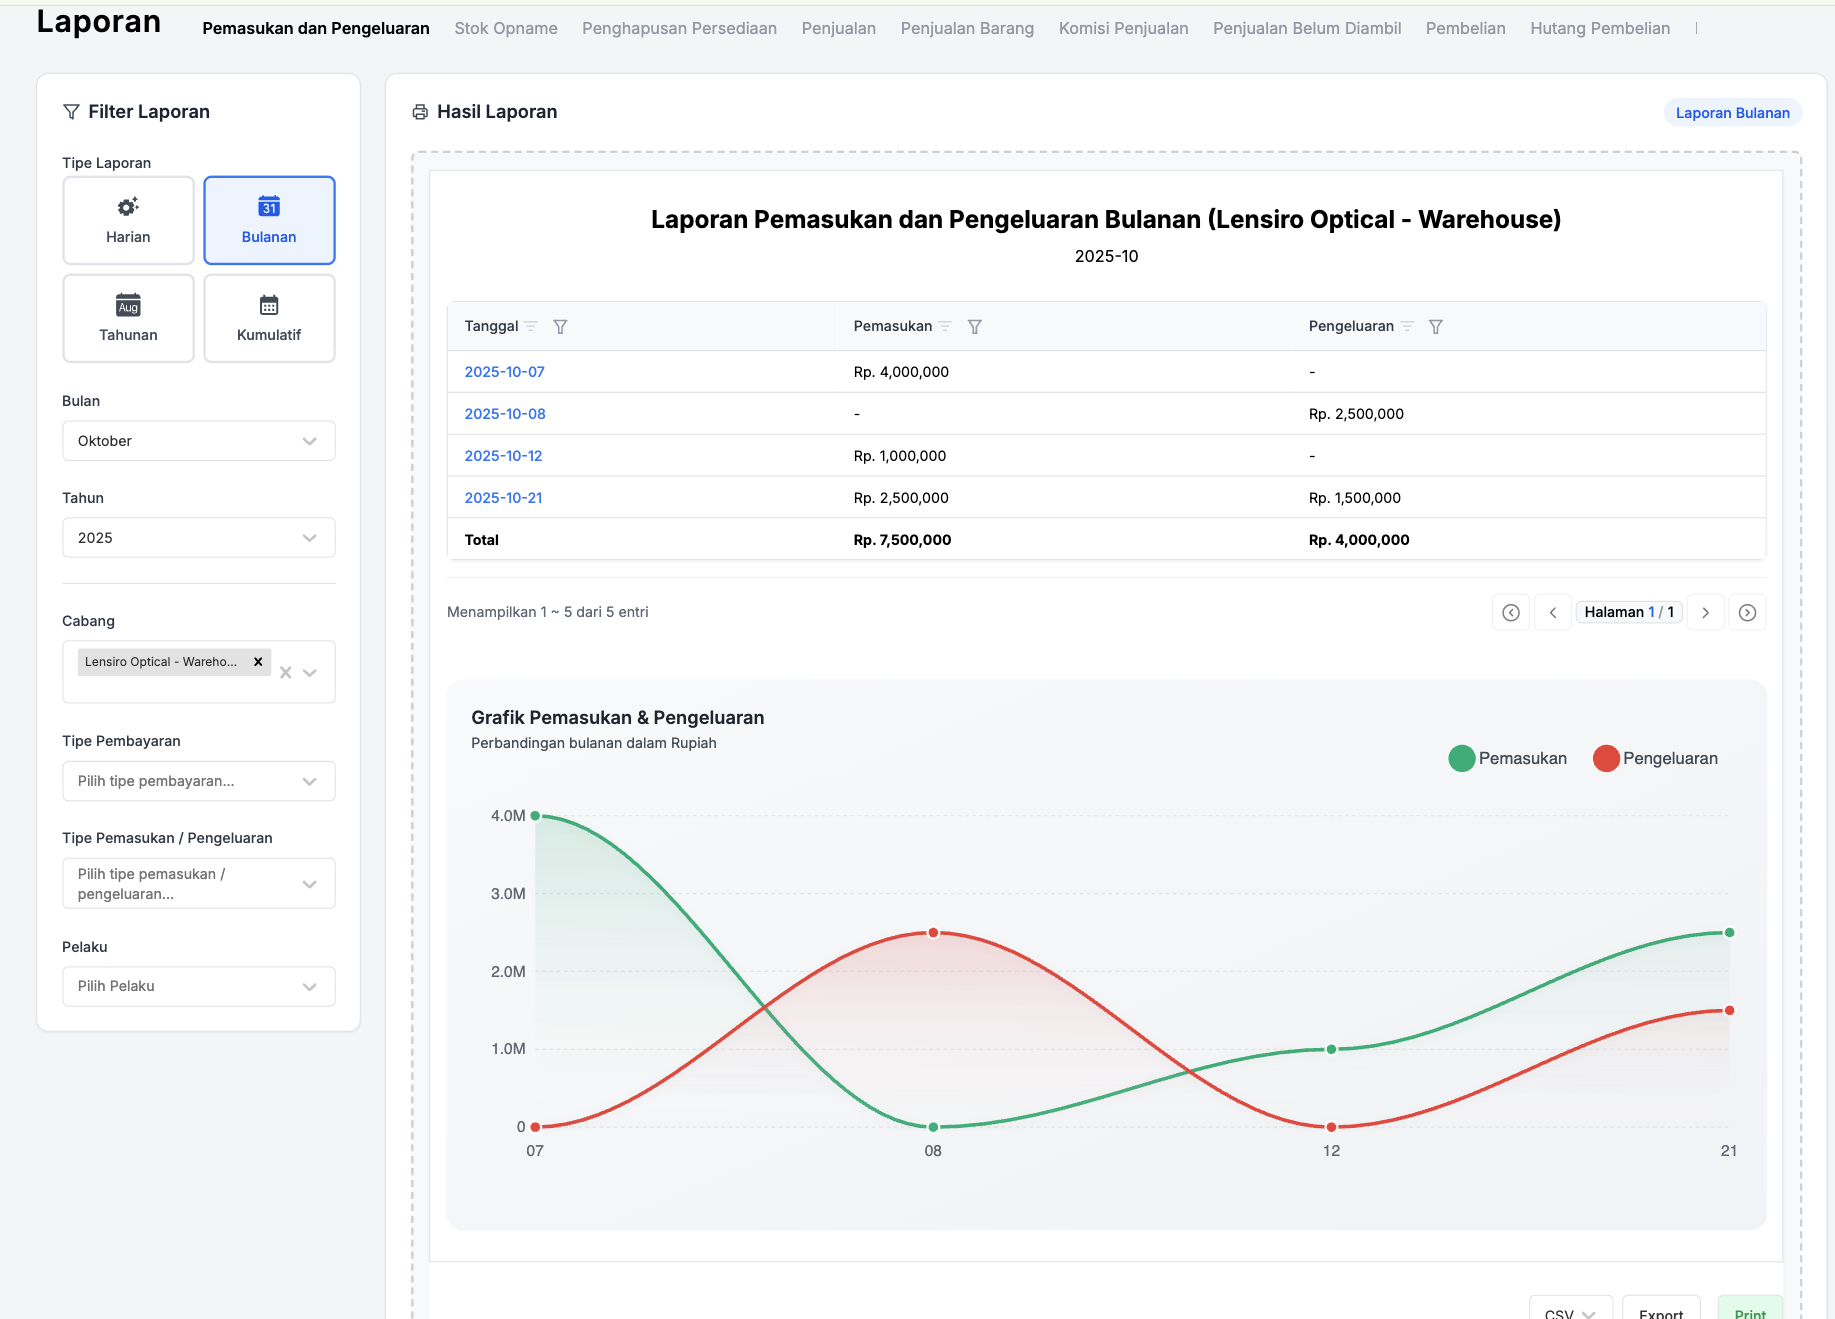 Laporan
Pemasukan dan Pengeluaran Stok Opname Penghapusan Persediaan Penjualan Penjualan Barang Komisi Penjualan Penjualan Belum Diambil Pembelian Hutang Pembelian
Filter Laporan
Tipe Laporan
Harian
31
Bulanan
Aug
Tahunan
Kumulatif
Bulan
Oktober
Tahun
2025
Cabang
Lensiro Optical - Wareho...
Tipe Pembayaran
Pilih tipe pembayaran...
Tipe Pemasukan / Pengeluaran
Pilih tipe pemasukan /
pengeluaran...
Pelaku
Pilih Pelaku
Hasil Laporan
Laporan Bulanan
Laporan Pemasukan dan Pengeluaran Bulanan (Lensiro Optical - Warehouse)
2025-10
Tanggal Pemasukan Pengeluaran
2025-10-07 Rp. 4,000,000 -
2025-10-08 - Rp. 2,500,000
2025-10-12 Rp. 1,000,000 -
2025-10-21 Rp. 2,500,000 Rp. 1,500,000
Total Rp. 7,500,000 Rp. 4,000,000
Menampilkan 1 ~ 5 dari 5 entri
Halaman 1 / 1
Grafik Pemasukan & Pengeluaran
Perbandingan bulanan dalam Rupiah
Pemasukan Pengeluaran
4.0M
3.0M
2.0M
1.0M
0
07 08 12 21
CSV Export Print